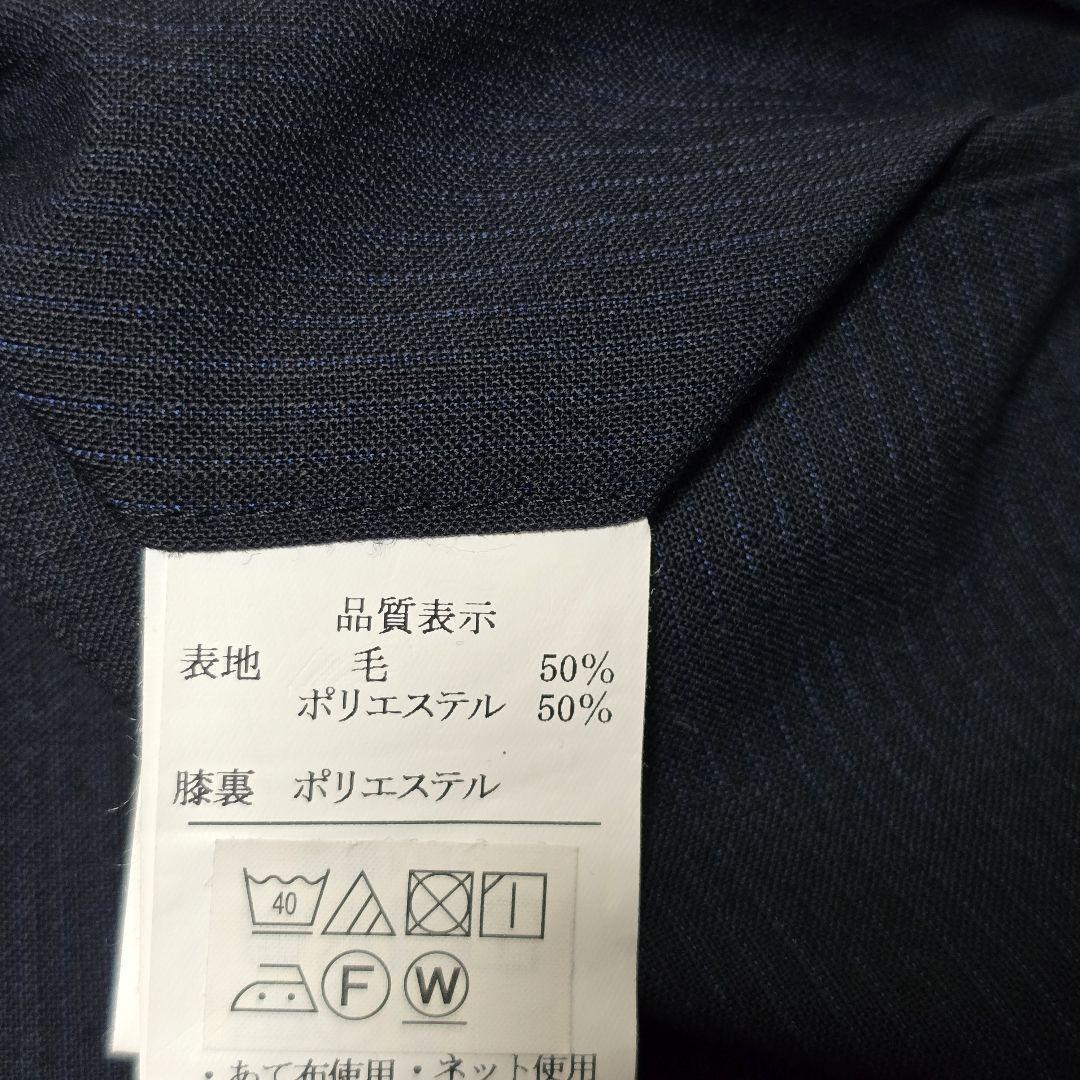 品質表示
表地 毛 50%
ポリエステル 50%
膝裏 ポリエステル
40
F W
・あて布使用・ネット使用